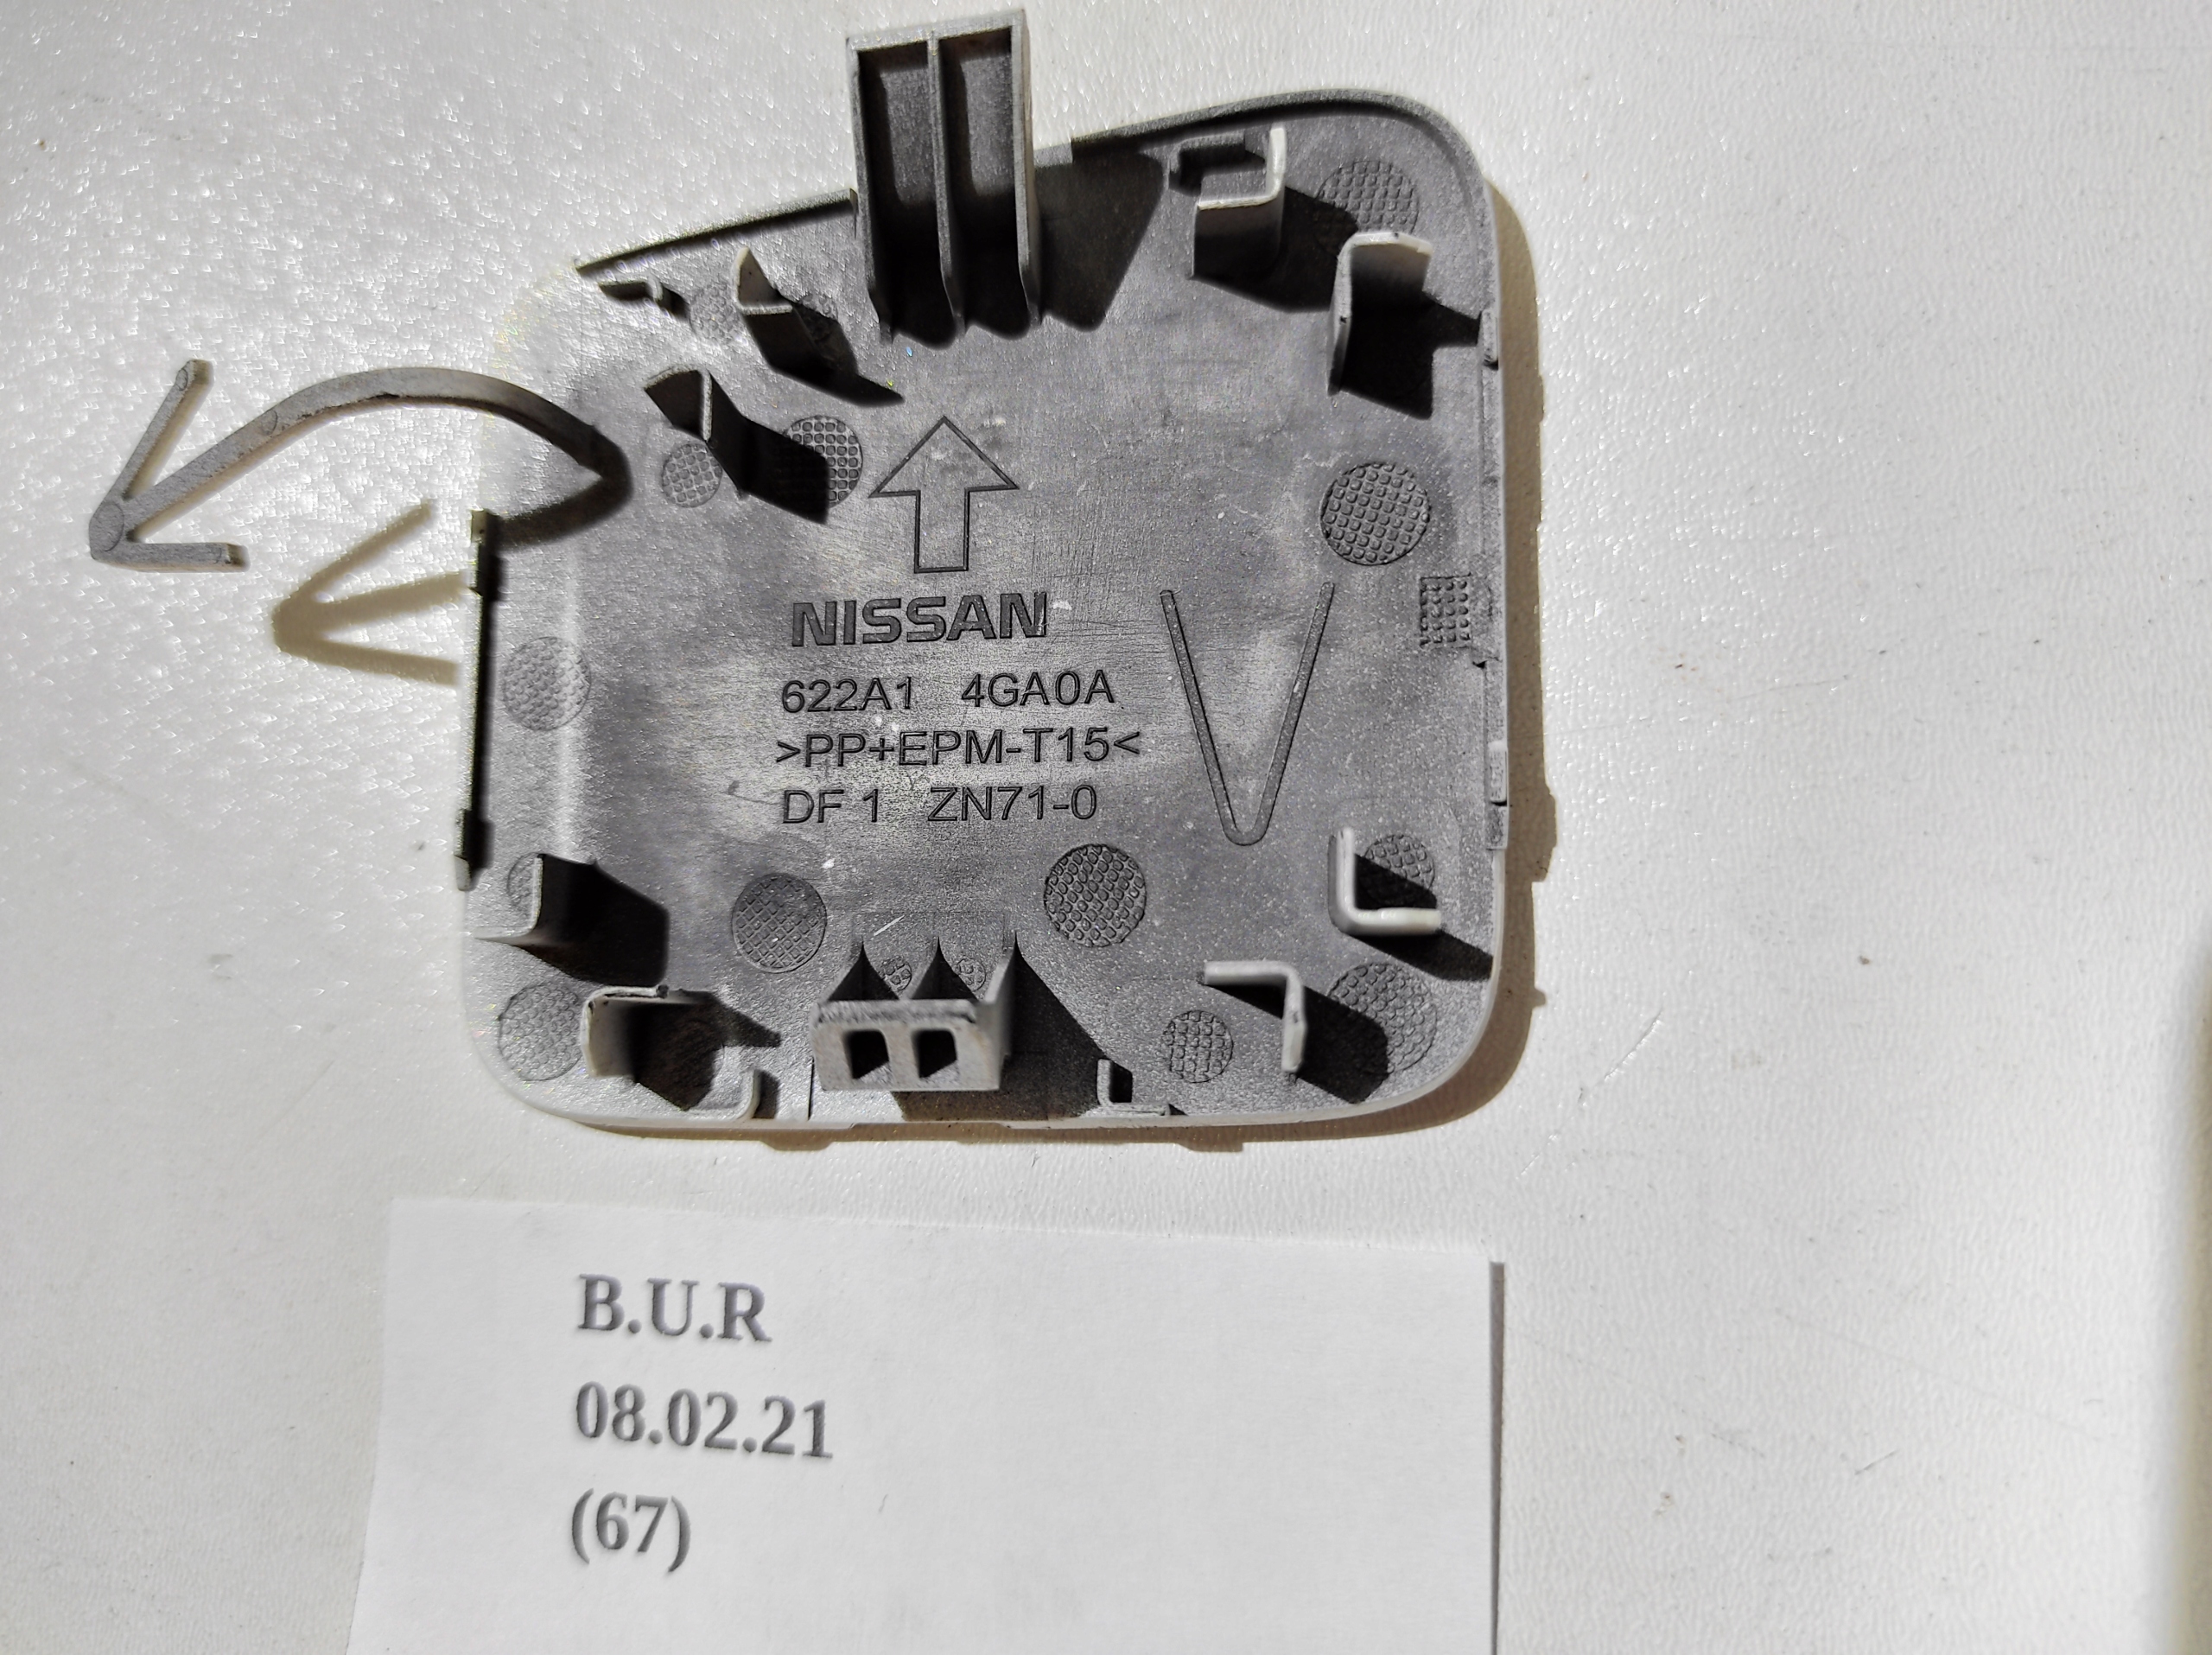 NISSAN
622A1 4GA0A
>PP+EPM-T15<
DF 1 ZN71-0
B.U.R
08.02.21
(67)